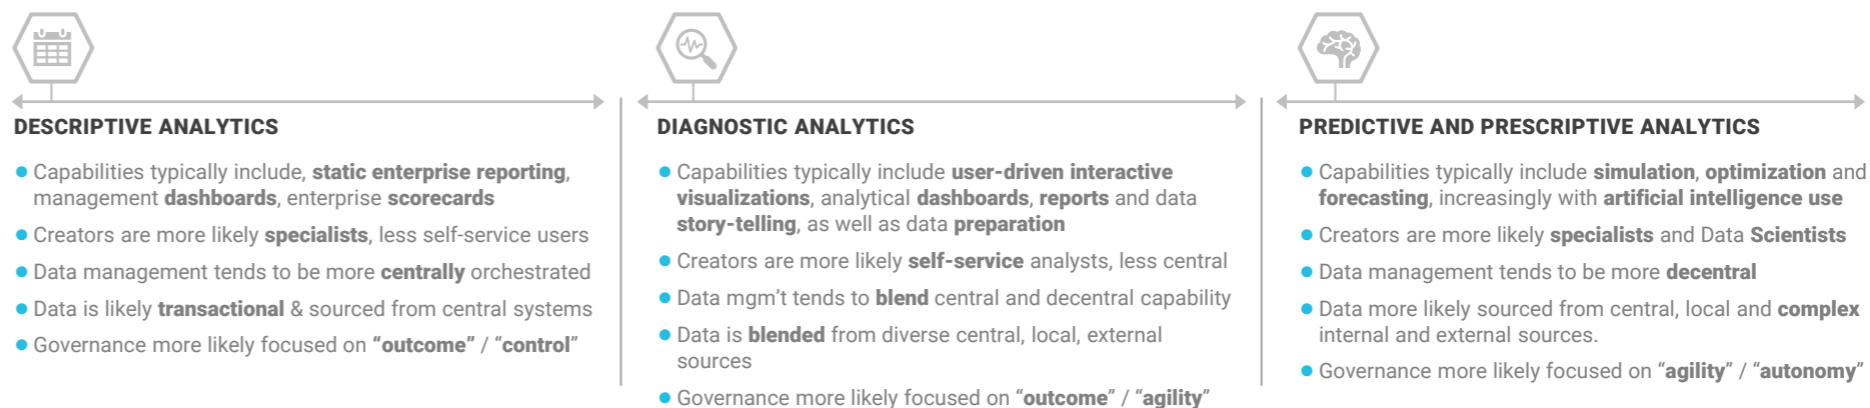 DESCRIPTIVE ANALYTICS
● Capabilities typically include, static enterprise reporting,
management dashboards, enterprise scorecards
● Creators are more likely specialists, less self-service users
● Data management tends to be more centrally orchestrated
● Data is likely transactional & sourced from central systems
● Governance more likely focused on “outcome” / “control”
DIAGNOSTIC ANALYTICS
● Capabilities typically include user-driven interactive
visualizations, analytical dashboards, reports and data
story-telling, as well as data preparation
● Creators are more likely self-service analysts, less central
● Data mgm’t tends to blend central and decentral capability
● Data is blended from diverse central, local, external
sources
● Governance more likely focused on “outcome” / “agility”
PREDICTIVE AND PRESCRIPTIVE ANALYTICS
● Capabilities typically include simulation, optimization and
forecasting, increasingly with artificial intelligence use
● Creators are more likely specialists and Data Scientists
● Data management tends to be more decentral
● Data more likely sourced from central, local and complex
internal and external sources.
● Governance more likely focused on “agility” / “autonomy”